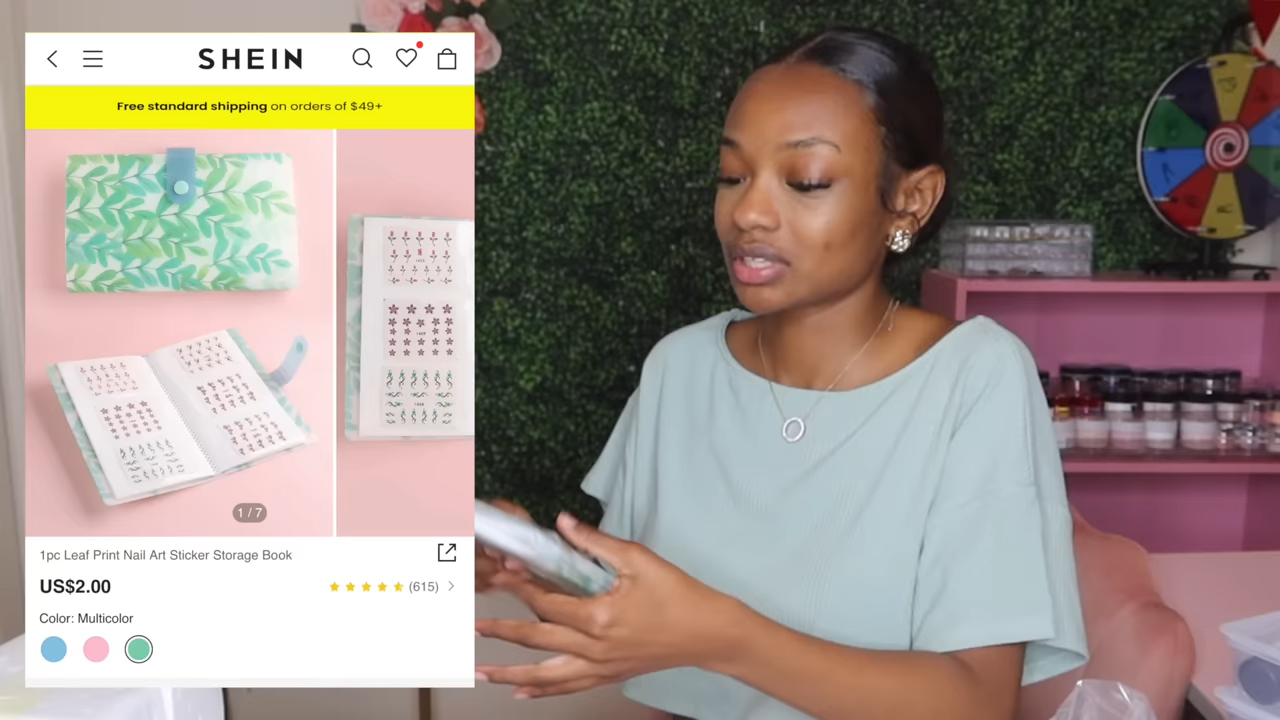 SHEIN
Free standard shipping on orders of $49+
1 / 7
1pc Leaf Print Nail Art Sticker Storage Book
US$2.00
(615)
Color: Multicolor